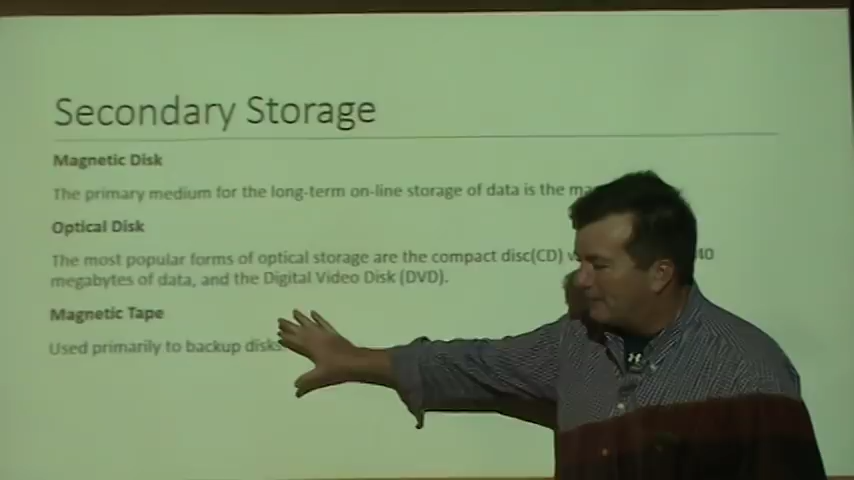 Secondary Storage
Magnetic Disk
The primary medium for the long-term on-line storage of data is the
Optical Disk
The most popular forms of optical storage are the compact disc(CD)
megabytes of data, and the Digital Video Disk (DVD).
Magnetic Tape
Used primarily to backup disks